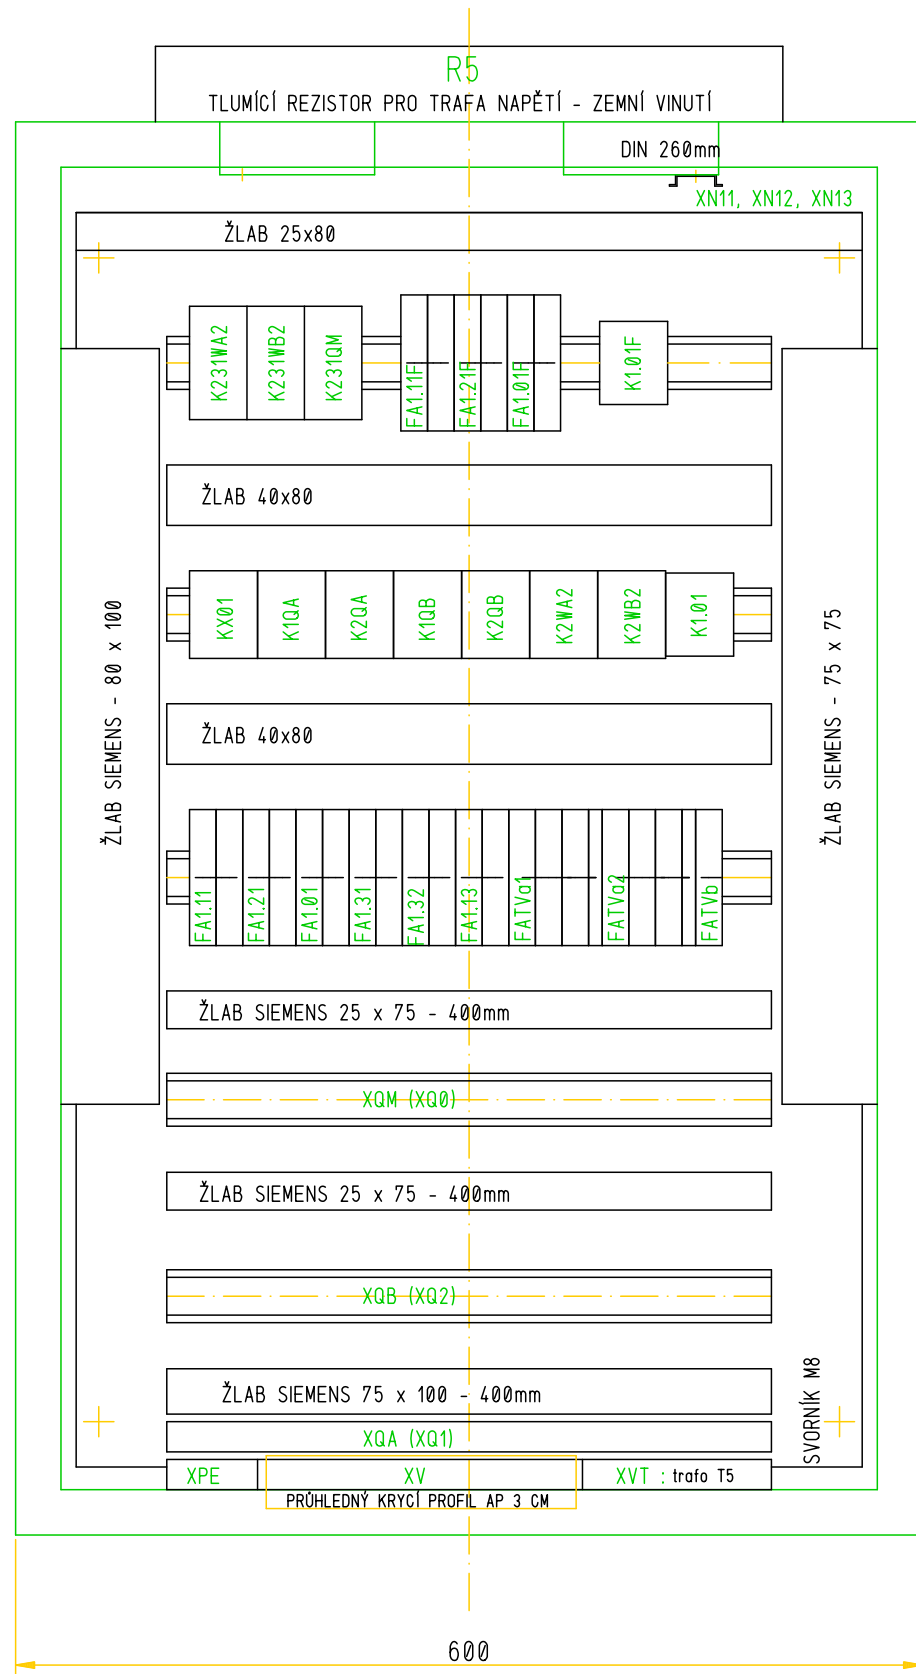 R5
TLUMÍCÍ REZISTOR PRO TRAFA NAPĚTÍ - ZEMNÍ VINUTÍ
DIN 260mm
XN11, XN12, XN13
ŽLAB 25x80
K231WA2
K231WB2
K231QM
FA1.11F
FA1.21F
FA1.01F
K1.01F
ŽLAB 40x80
KX01
K1QA
K2QA
K1QB
K2QB
K2WA2
K2WB2
K1.01
ŽLAB SIEMENS - 80 x 100
ŽLAB SIEMENS - 75 x 75
ŽLAB 40x80
FA1.11
FA1.21
FA1.01
FA1.31
FA1.32
FA1.13
FATVa1
FATVa2
FATVb
ŽLAB SIEMENS 25 x 75 - 400mm
XQM (XQ0)
ŽLAB SIEMENS 25 x 75 - 400mm
XQB (XQ2)
ŽLAB SIEMENS 75 x 100 - 400mm
SVORNÍK M8
XQA (XQ1)
XPE
XV
XVT : trafo T5
PRŮHLEDNÝ KRYCÍ PROFIL AP 3 CM
600